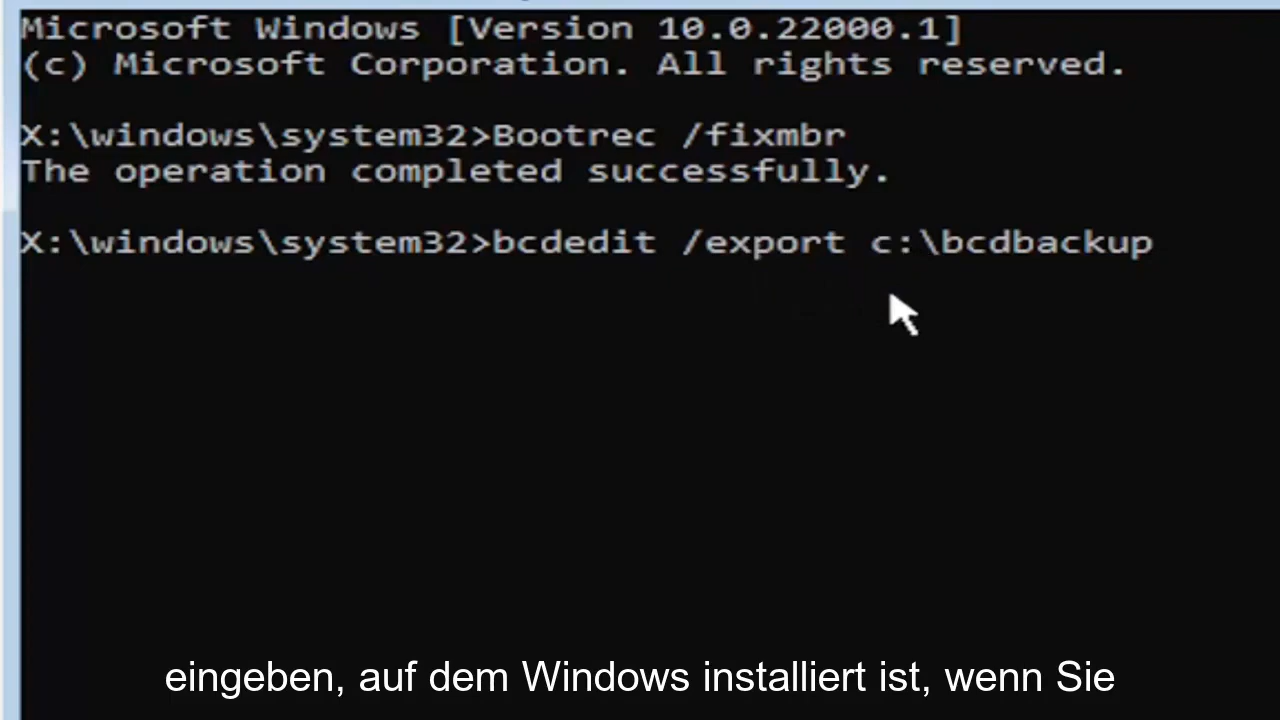 Microsoft Windows [Version 10.0.22000.1]
(c) Microsoft Corporation. All rights reserved.
X:\windows\system32>Bootrec /fixmbr
The operation completed successfully.
X:\windows\system32>bcdedit /export c:\bcdbackup
eingeben, auf dem Windows installiert ist, wenn Sie